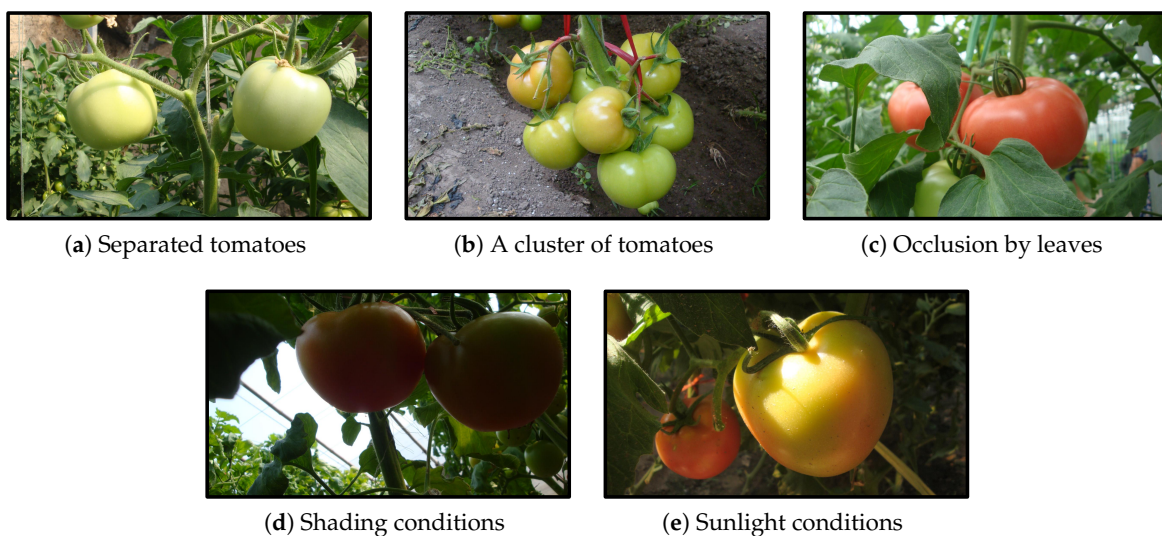 (a) Separated tomatoes
(b) A cluster of tomatoes
(c) Occlusion by leaves
(d) Shading conditions
(e) Sunlight conditions